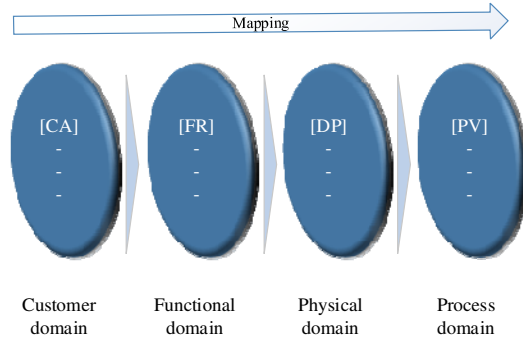 Mapping
[CA]
-
-
-
[FR]
-
-
-
[DP]
-
-
-
[PV]
-
-
-
Customer
domain
Functional
domain
Physical
domain
Process
domain